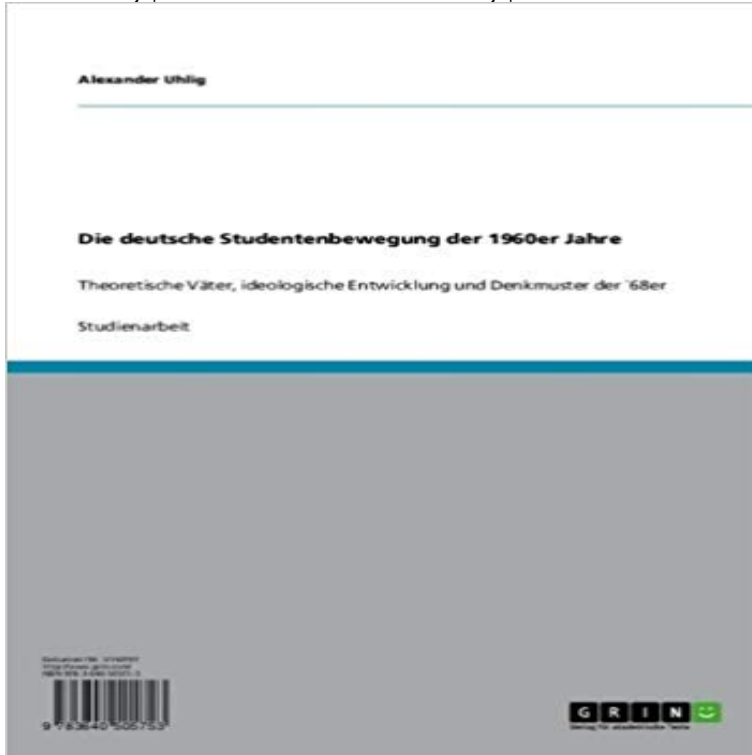 Alexander Uhlig
Die deutsche Studentenbewegung der 1960er Jahre
Theoretische Väter, ideologische Entwicklung und Denkmuster der `68er
Studienarbeit
9 783640 505753
G R I N